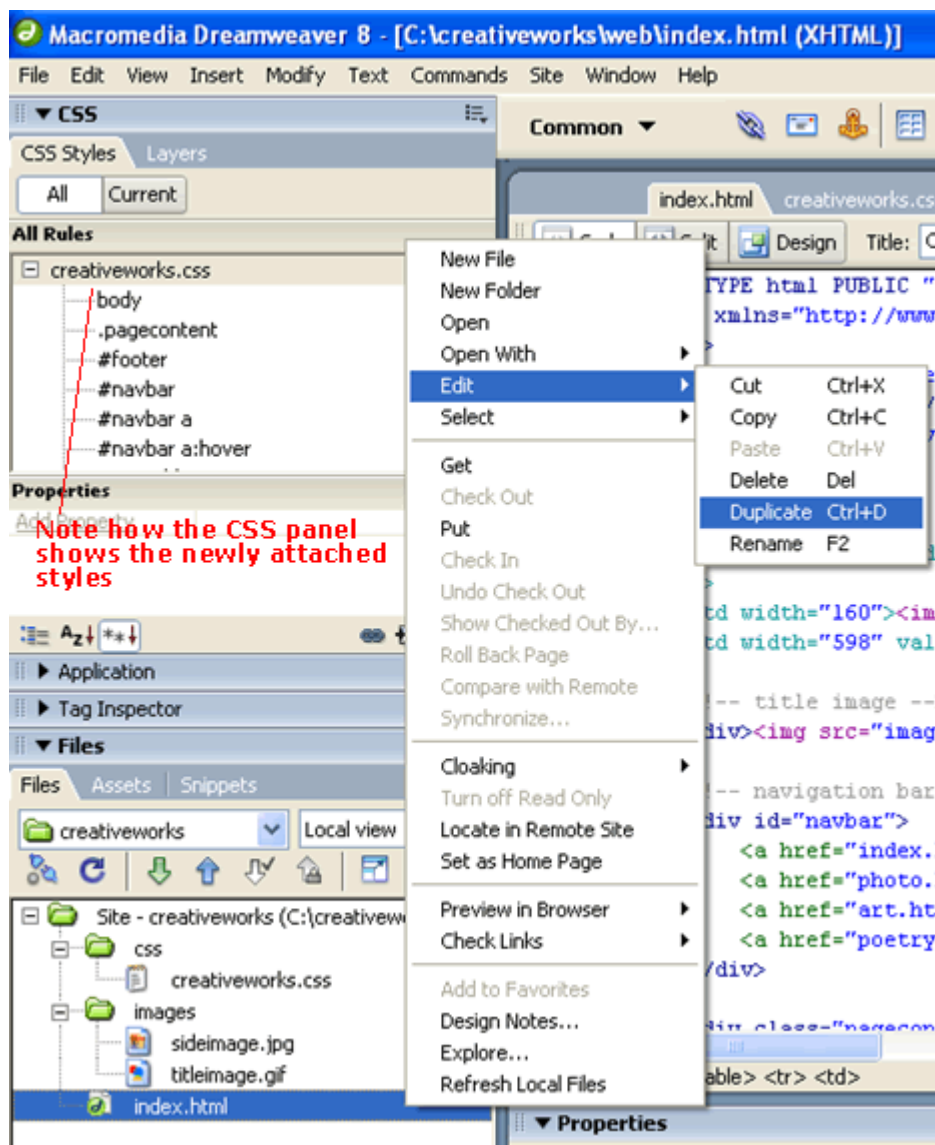 Macromedia Dreamweaver 8 - [C:\creativeworks\web\index.html (XHTML)]
File Edit View Insert Modify Text Commands Site Window Help
CSS
Common
CSS Styles Layers
All Current
index.html creativeworks.cs
All Rules
Design Title:
creativeworks.css
body
.pagecontent
#footer
#navbar
#navbar a
#navbar a:hover
Properties
Add Property
Note how the CSS panel
shows the newly attached
styles
Application
Tag Inspector
Files
Files Assets Snippets
creativeworks Local view
Site - creativeworks (C:\creativew
css
creativeworks.css
images
sideimage.jpg
titleimage.gif
index.html
New File
New Folder
Open
Open With
Edit
Select
Get
Check Out
Put
Check In
Undo Check Out
Show Checked Out By...
Roll Back Page
Compare with Remote
Synchronize...
Cloaking
Turn off Read Only
Locate in Remote Site
Set as Home Page
Preview in Browser
Check Links
Add to Favorites
Design Notes...
Explore...
Refresh Local Files
Cut Ctrl+X
Copy Ctrl+C
Paste Ctrl+V
Delete Del
Duplicate Ctrl+D
Rename F2
TYPE html PUBLIC "
xmlns="http://www
td width="160"><im
td width="598" val
!-- title image --
div><img src="imag
!-- navigation bar
div id="navbar">
<a href="index.
<a href="photo.
<a href="art.ht
<a href="poetry
/div>
div class="pagecon
able> <tr> <td>
Properties